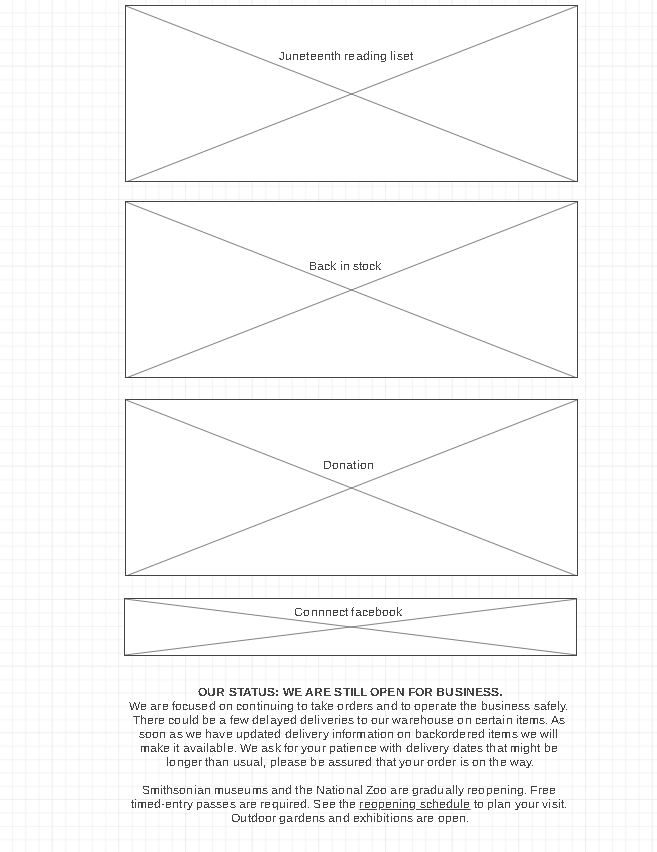 Juneteenth reading liset
Back in stock
Donation
Connnect facebook
OUR STATUS: WE ARE STILL OPEN FOR BUSINESS.
We are focused on continuing to take orders and to operate the business safely.
There could be a few delayed deliveries to our warehouse on certain items. As
soon as we have updated delivery information on backordered items we will
make it available. We ask for your patience with delivery dates that might be
longer than usual, please be assured that your order is on the way.
Smithsonian museums and the National Zoo are gradually reopening. Free
timed-entry passes are required. See the reopening schedule to plan your visit.
Outdoor gardens and exhibitions are open.